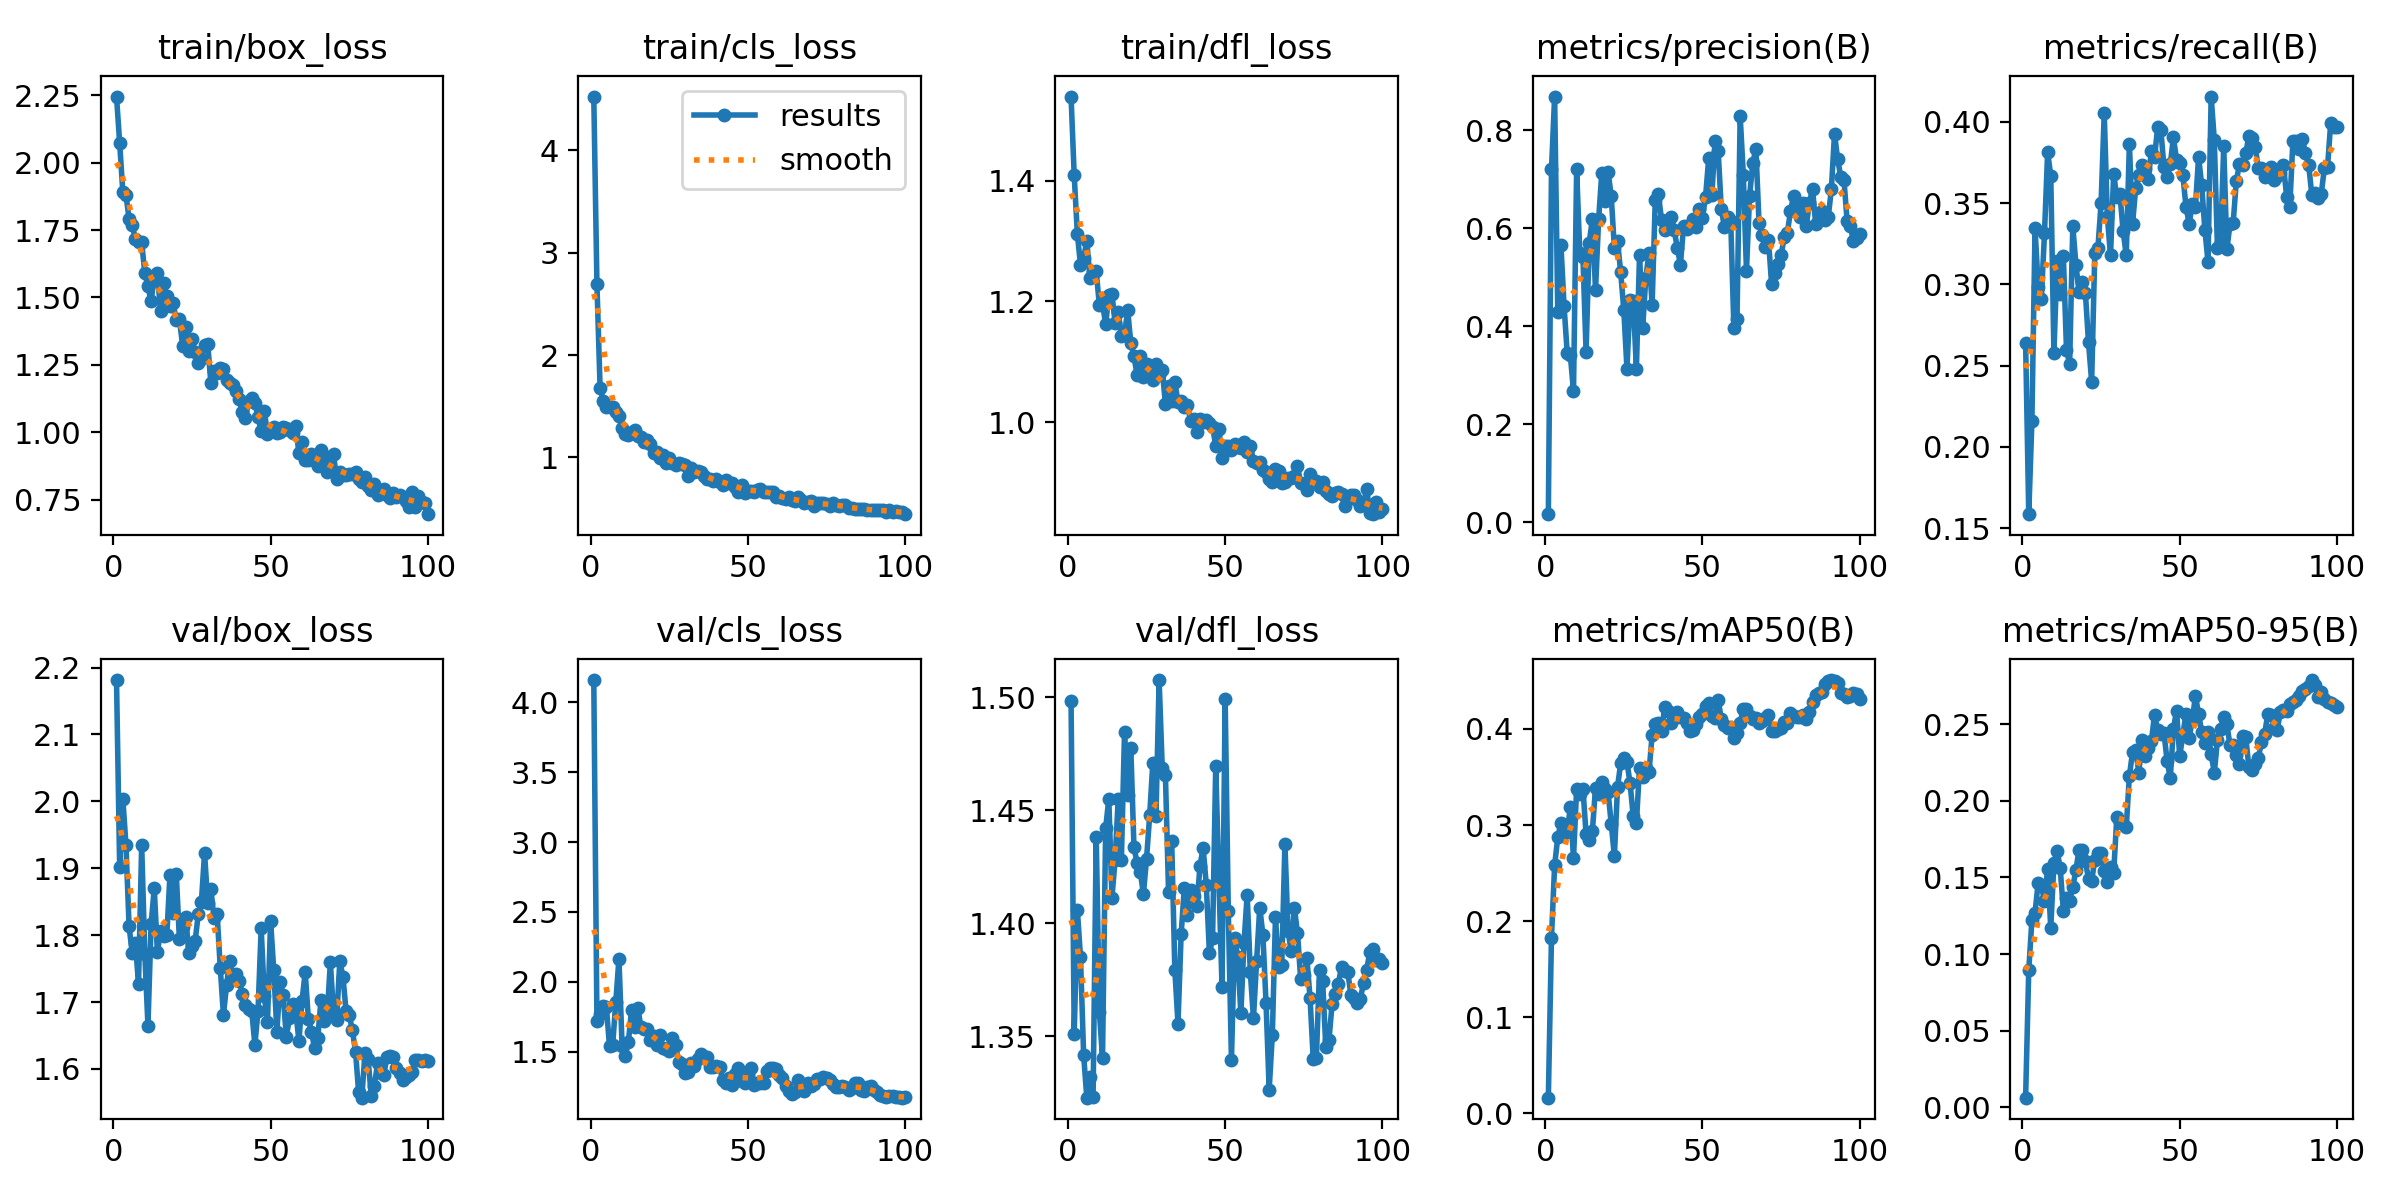 train/box_loss
2.25
2.00
1.75
1.50
1.25
1.00
0.75
0 50 100
train/cls_loss
results
smooth
4
3
2
1
0 50 100
train/dfl_loss
1.4
1.2
1.0
0 50 100
metrics/precision(B)
0.8
0.6
0.4
0.2
0.0
0 50 100
metrics/recall(B)
0.40
0.35
0.30
0.25
0.20
0.15
0 50 100
val/box_loss
2.2
2.1
2.0
1.9
1.8
1.7
1.6
0 50 100
val/cls_loss
4.0
3.5
3.0
2.5
2.0
1.5
0 50 100
val/dfl_loss
1.50
1.45
1.40
1.35
0 50 100
metrics/mAP50(B)
0.4
0.3
0.2
0.1
0.0
0 50 100
metrics/mAP50-95(B)
0.25
0.20
0.15
0.10
0.05
0.00
0 50 100